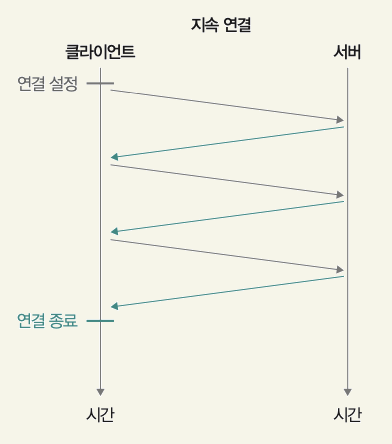 지속 연결
클라이언트 서버
연결 설정
연결 종료
시간 시간